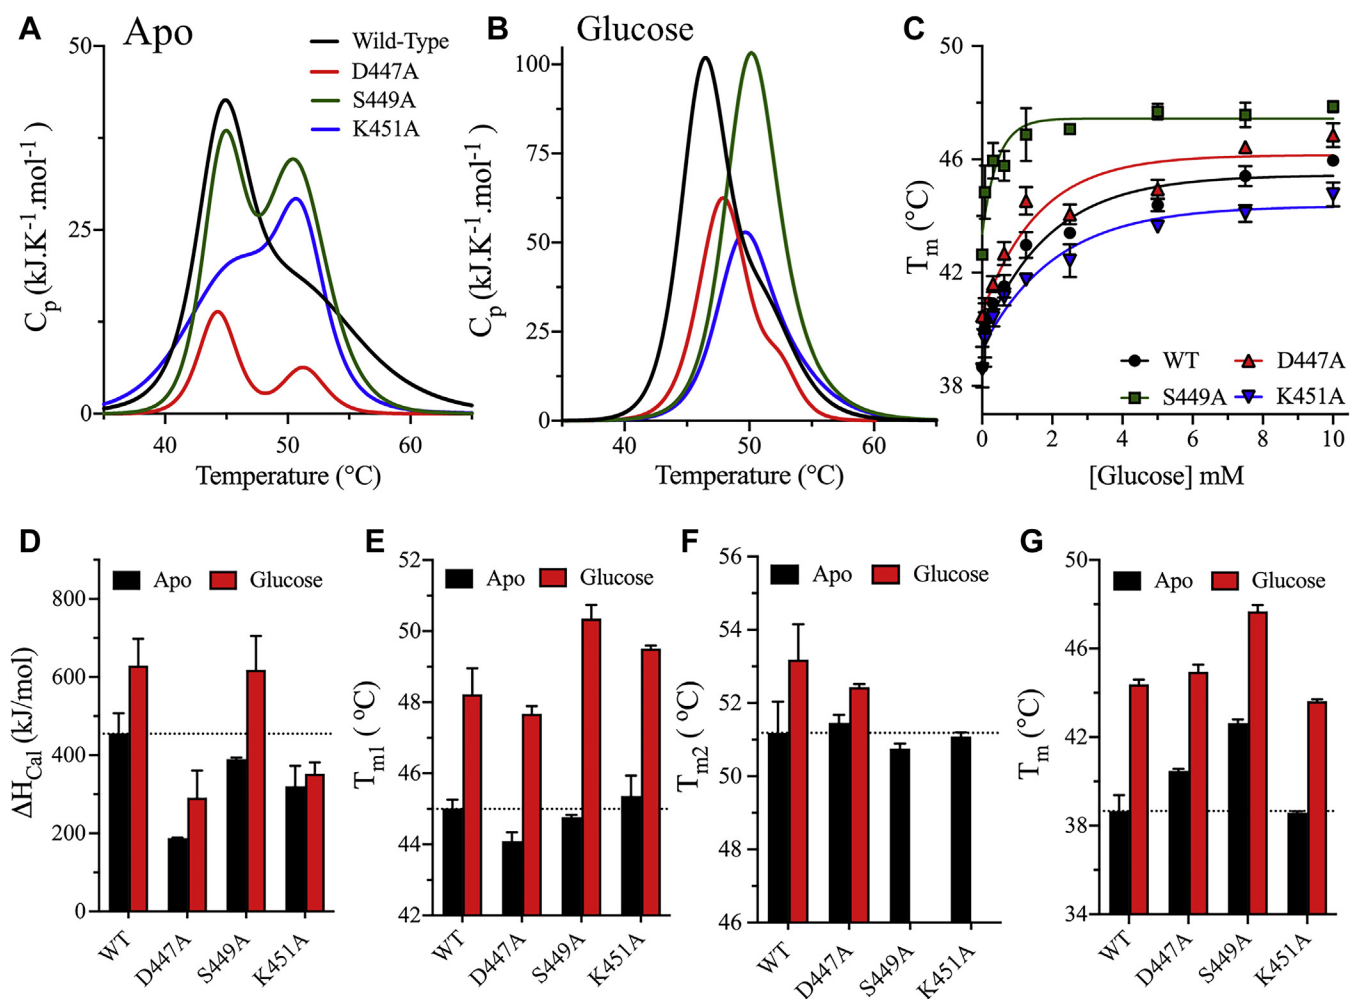 A
Apo
Wild-Type
D447A
S449A
K451A
50
25
0
Cp (kJ.K-1.mol-1)
40
50
60
Temperature (°C)
B
Glucose
100
75
50
25
0
Cp (kJ.K-1.mol-1)
40
50
60
Temperature (°C)
C
50
46
42
38
Tm (°C)
WT
D447A
S449A
K451A
0
2
4
6
8
10
[Glucose] mM
D
Apo
Glucose
800
600
400
200
0
ΔHCal (kJ/mol)
WT
D447A
S449A
K451A
E
Apo
Glucose
52
50
48
46
44
42
Tm1 ( ºC)
WT
D447A
S449A
K451A
F
Apo
Glucose
56
54
52
50
48
46
Tm2 ( ºC)
WT
D447A
S449A
K451A
G
Apo
Glucose
50
46
42
38
34
Tm (°C)
WT
D447A
S449A
K451A